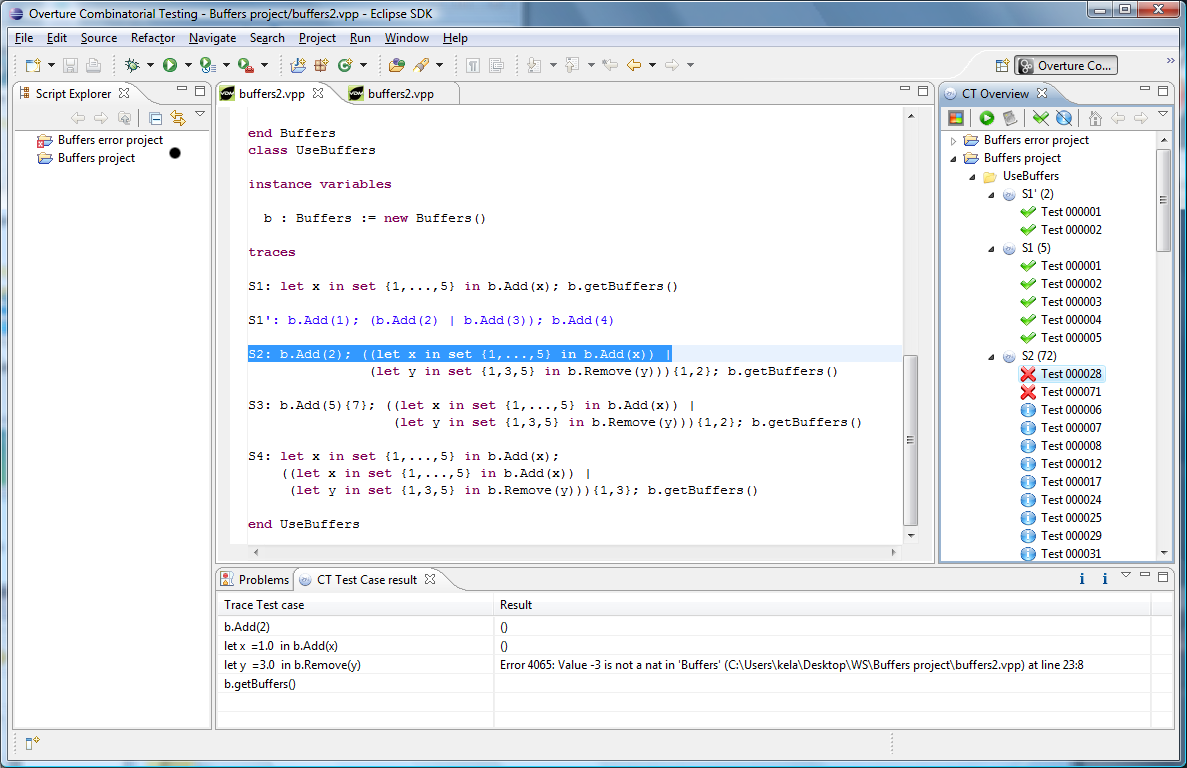 Overture Combinatorial Testing - Buffers project/buffers2.vpp - Eclipse SDK
File Edit Source Refactor Navigate Search Project Run Window Help
Overture Co...
Script Explorer
Buffers error project
Buffers project
buffers2.vpp
buffers2.vpp
end Buffers
class UseBuffers
instance variables
b : Buffers := new Buffers()
traces
S1: let x in set {1,...,5} in b.Add(x); b.getBuffers()
S1': b.Add(1); (b.Add(2) | b.Add(3)); b.Add(4)
S2: b.Add(2); ((let x in set {1,...,5} in b.Add(x)) |
(let y in set {1,3,5} in b.Remove(y))){1,2}; b.getBuffers()
S3: b.Add(5){7}; ((let x in set {1,...,5} in b.Add(x)) |
(let y in set {1,3,5} in b.Remove(y))){1,2}; b.getBuffers()
S4: let x in set {1,...,5} in b.Add(x);
((let x in set {1,...,5} in b.Add(x)) |
(let y in set {1,3,5} in b.Remove(y))){1,3}; b.getBuffers()
end UseBuffers
CT Overview
Buffers error project
Buffers project
UseBuffers
S1' (2)
Test 000001
Test 000002
S1 (5)
Test 000001
Test 000002
Test 000003
Test 000004
Test 000005
S2 (72)
Test 000028
Test 000071
Test 000006
Test 000007
Test 000008
Test 000012
Test 000017
Test 000024
Test 000025
Test 000029
Test 000031
Problems CT Test Case result
Trace Test case Result
b.Add(2) ()
let x =1.0 in b.Add(x) ()
let y =3.0 in b.Remove(y) Error 4065: Value -3 is not a nat in 'Buffers' (C:\Users\kela\Desktop\WS\Buffers project\buffers2.vpp) at line 23:8
b.getBuffers()